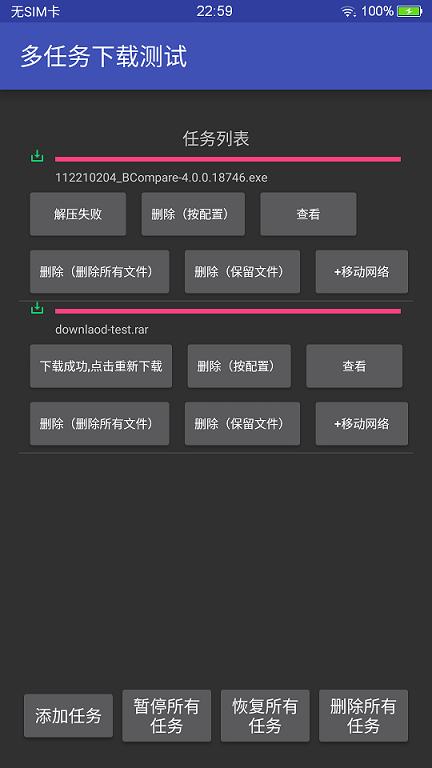 无SIM卡 22:59 100%
多任务下载测试
任务列表
112210204_BCompare-4.0.0.18746.exe
解压失败 删除（按配置） 查看
删除（删除所有文件） 删除（保留文件） +移动网络
downlaod-test.rar
下载成功,点击重新下载 删除（按配置） 查看
删除（删除所有文件） 删除（保留文件） +移动网络
添加任务 暂停所有任务 恢复所有任务 删除所有任务